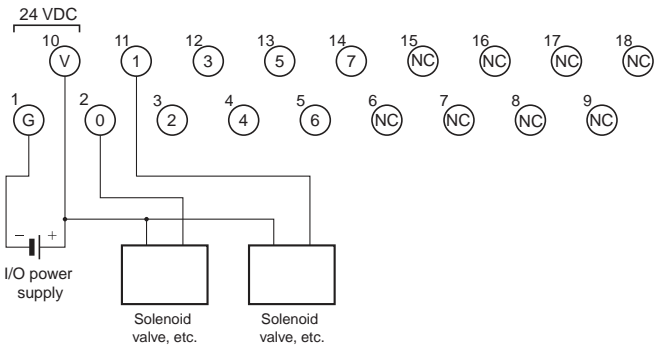 24 VDC
10 11 12 13 14 15 16 17 18
V 1 3 5 7 NC NC NC NC
1 2 3 4 5 6 7 8 9
G 0 2 4 6 NC NC NC NC
− +
I/O power
supply
Solenoid
valve, etc.
Solenoid
valve, etc.